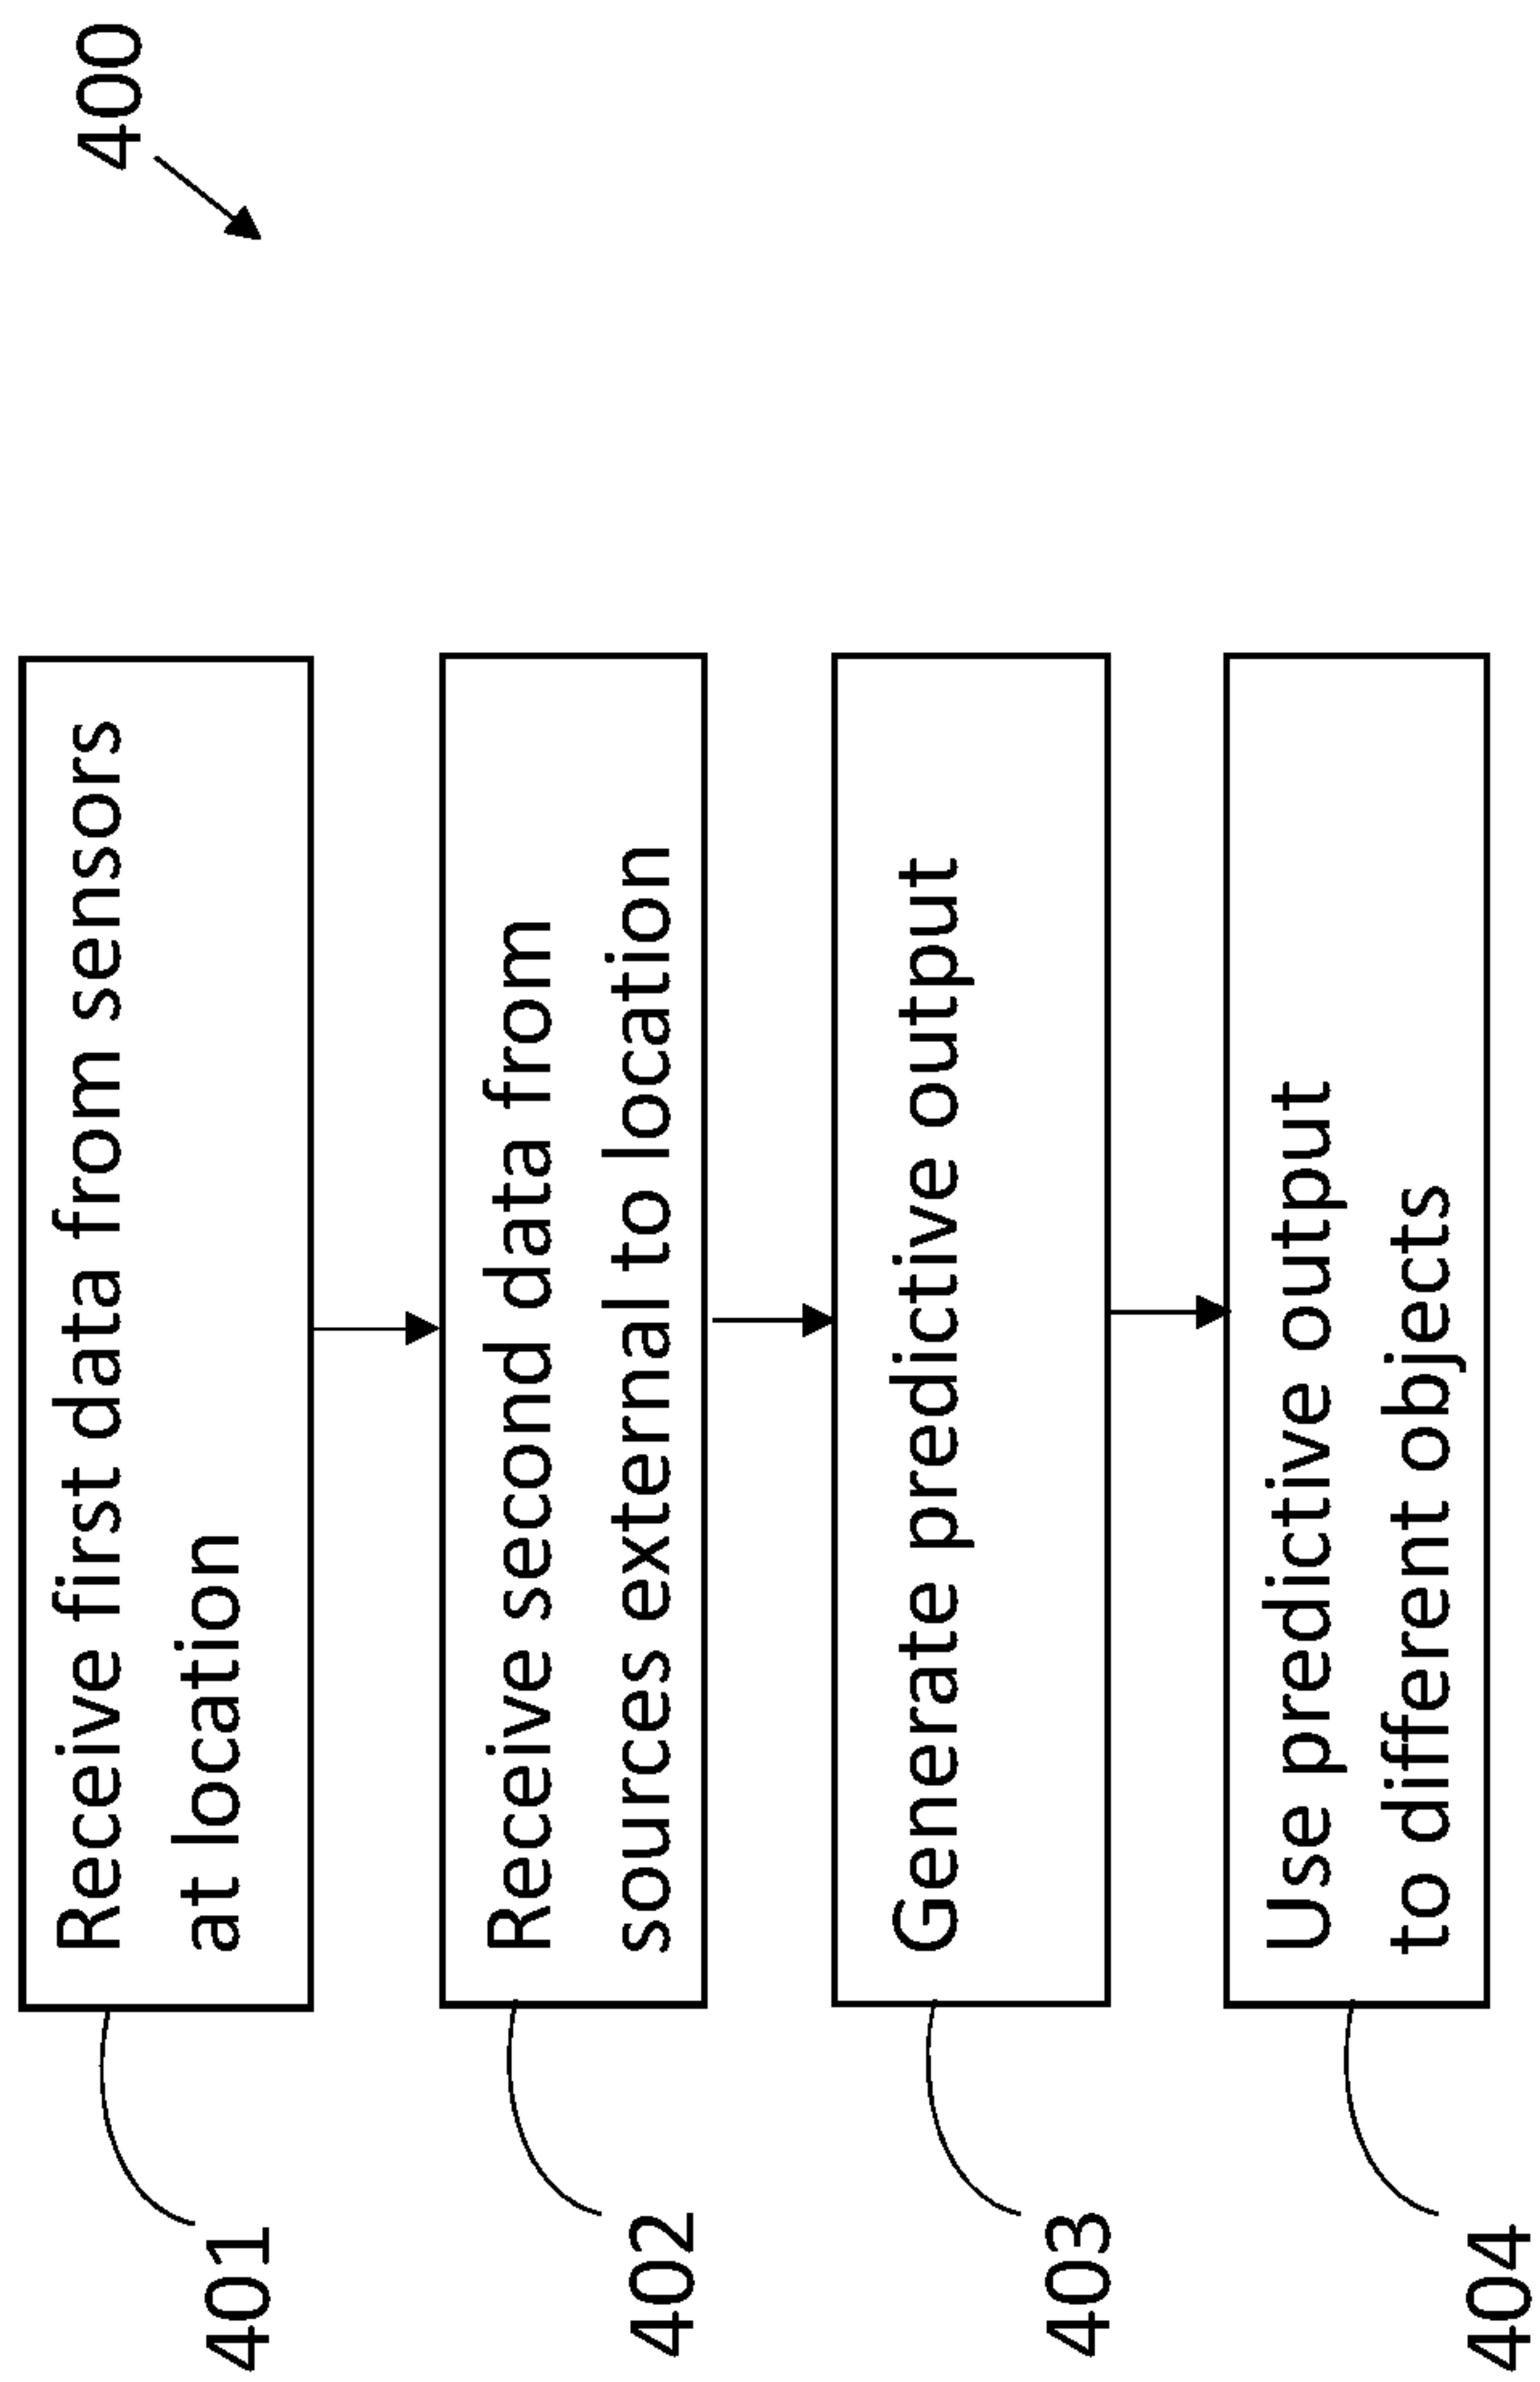 400
401
Receive first data from sensors
at location
402
Receive second data from
sources external to location
403
Generate predictive output
404
Use predictive output
to different objects